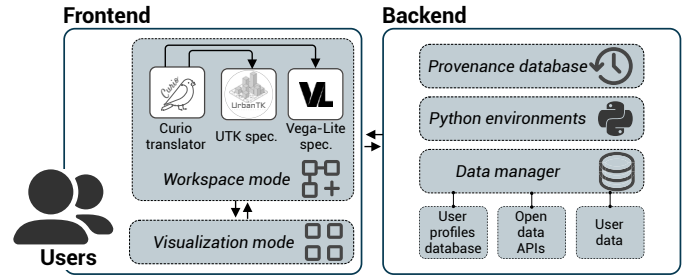 Frontend
Backend
Curio
UrbanTK
VL
Curio
translator
UTK spec.
Vega-Lite
spec.
Workspace mode
Visualization mode
Users
Provenance database
Python environments
Data manager
User
profiles
database
Open
data
APIs
User
data